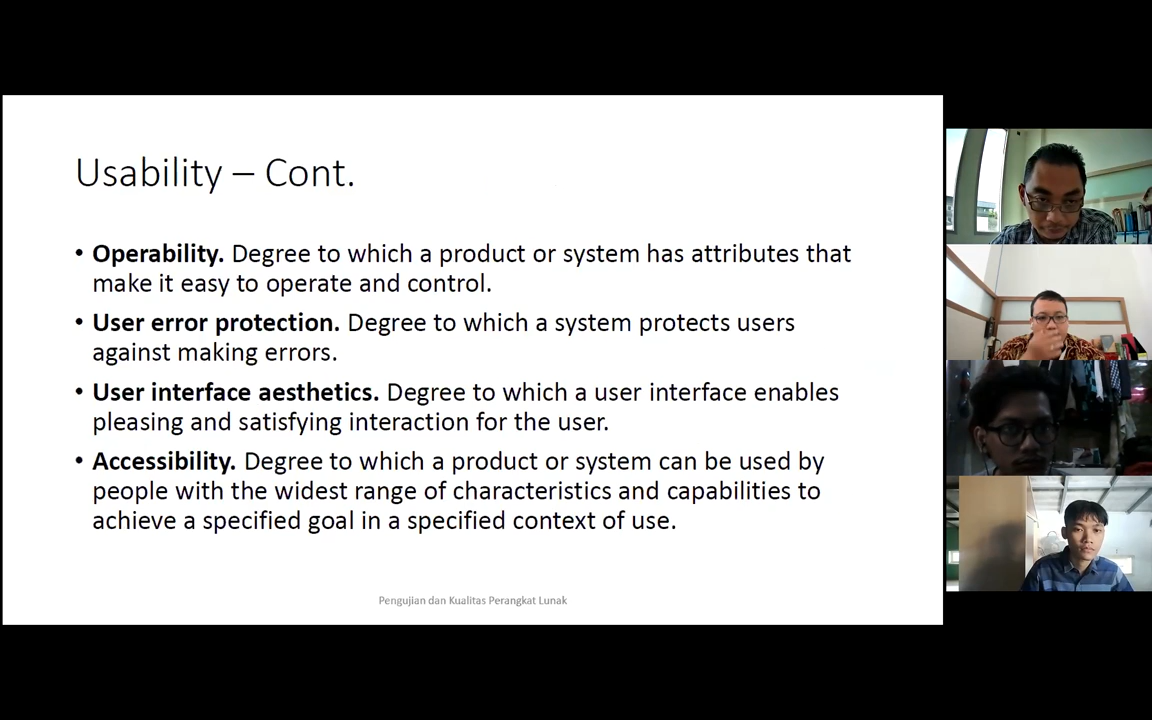 Usability – Cont.
• Operability. Degree to which a product or system has attributes that
make it easy to operate and control.
• User error protection. Degree to which a system protects users
against making errors.
• User interface aesthetics. Degree to which a user interface enables
pleasing and satisfying interaction for the user.
• Accessibility. Degree to which a product or system can be used by
people with the widest range of characteristics and capabilities to
achieve a specified goal in a specified context of use.
Pengujian dan Kualitas Perangkat Lunak